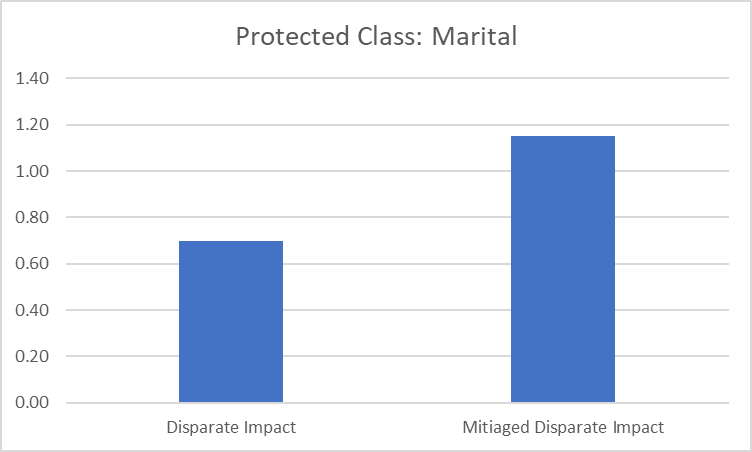 Protected Class: Marital
1.40
1.20
1.00
0.80
0.60
0.40
0.20
0.00
Disparate Impact
Mitiaged Disparate Impact